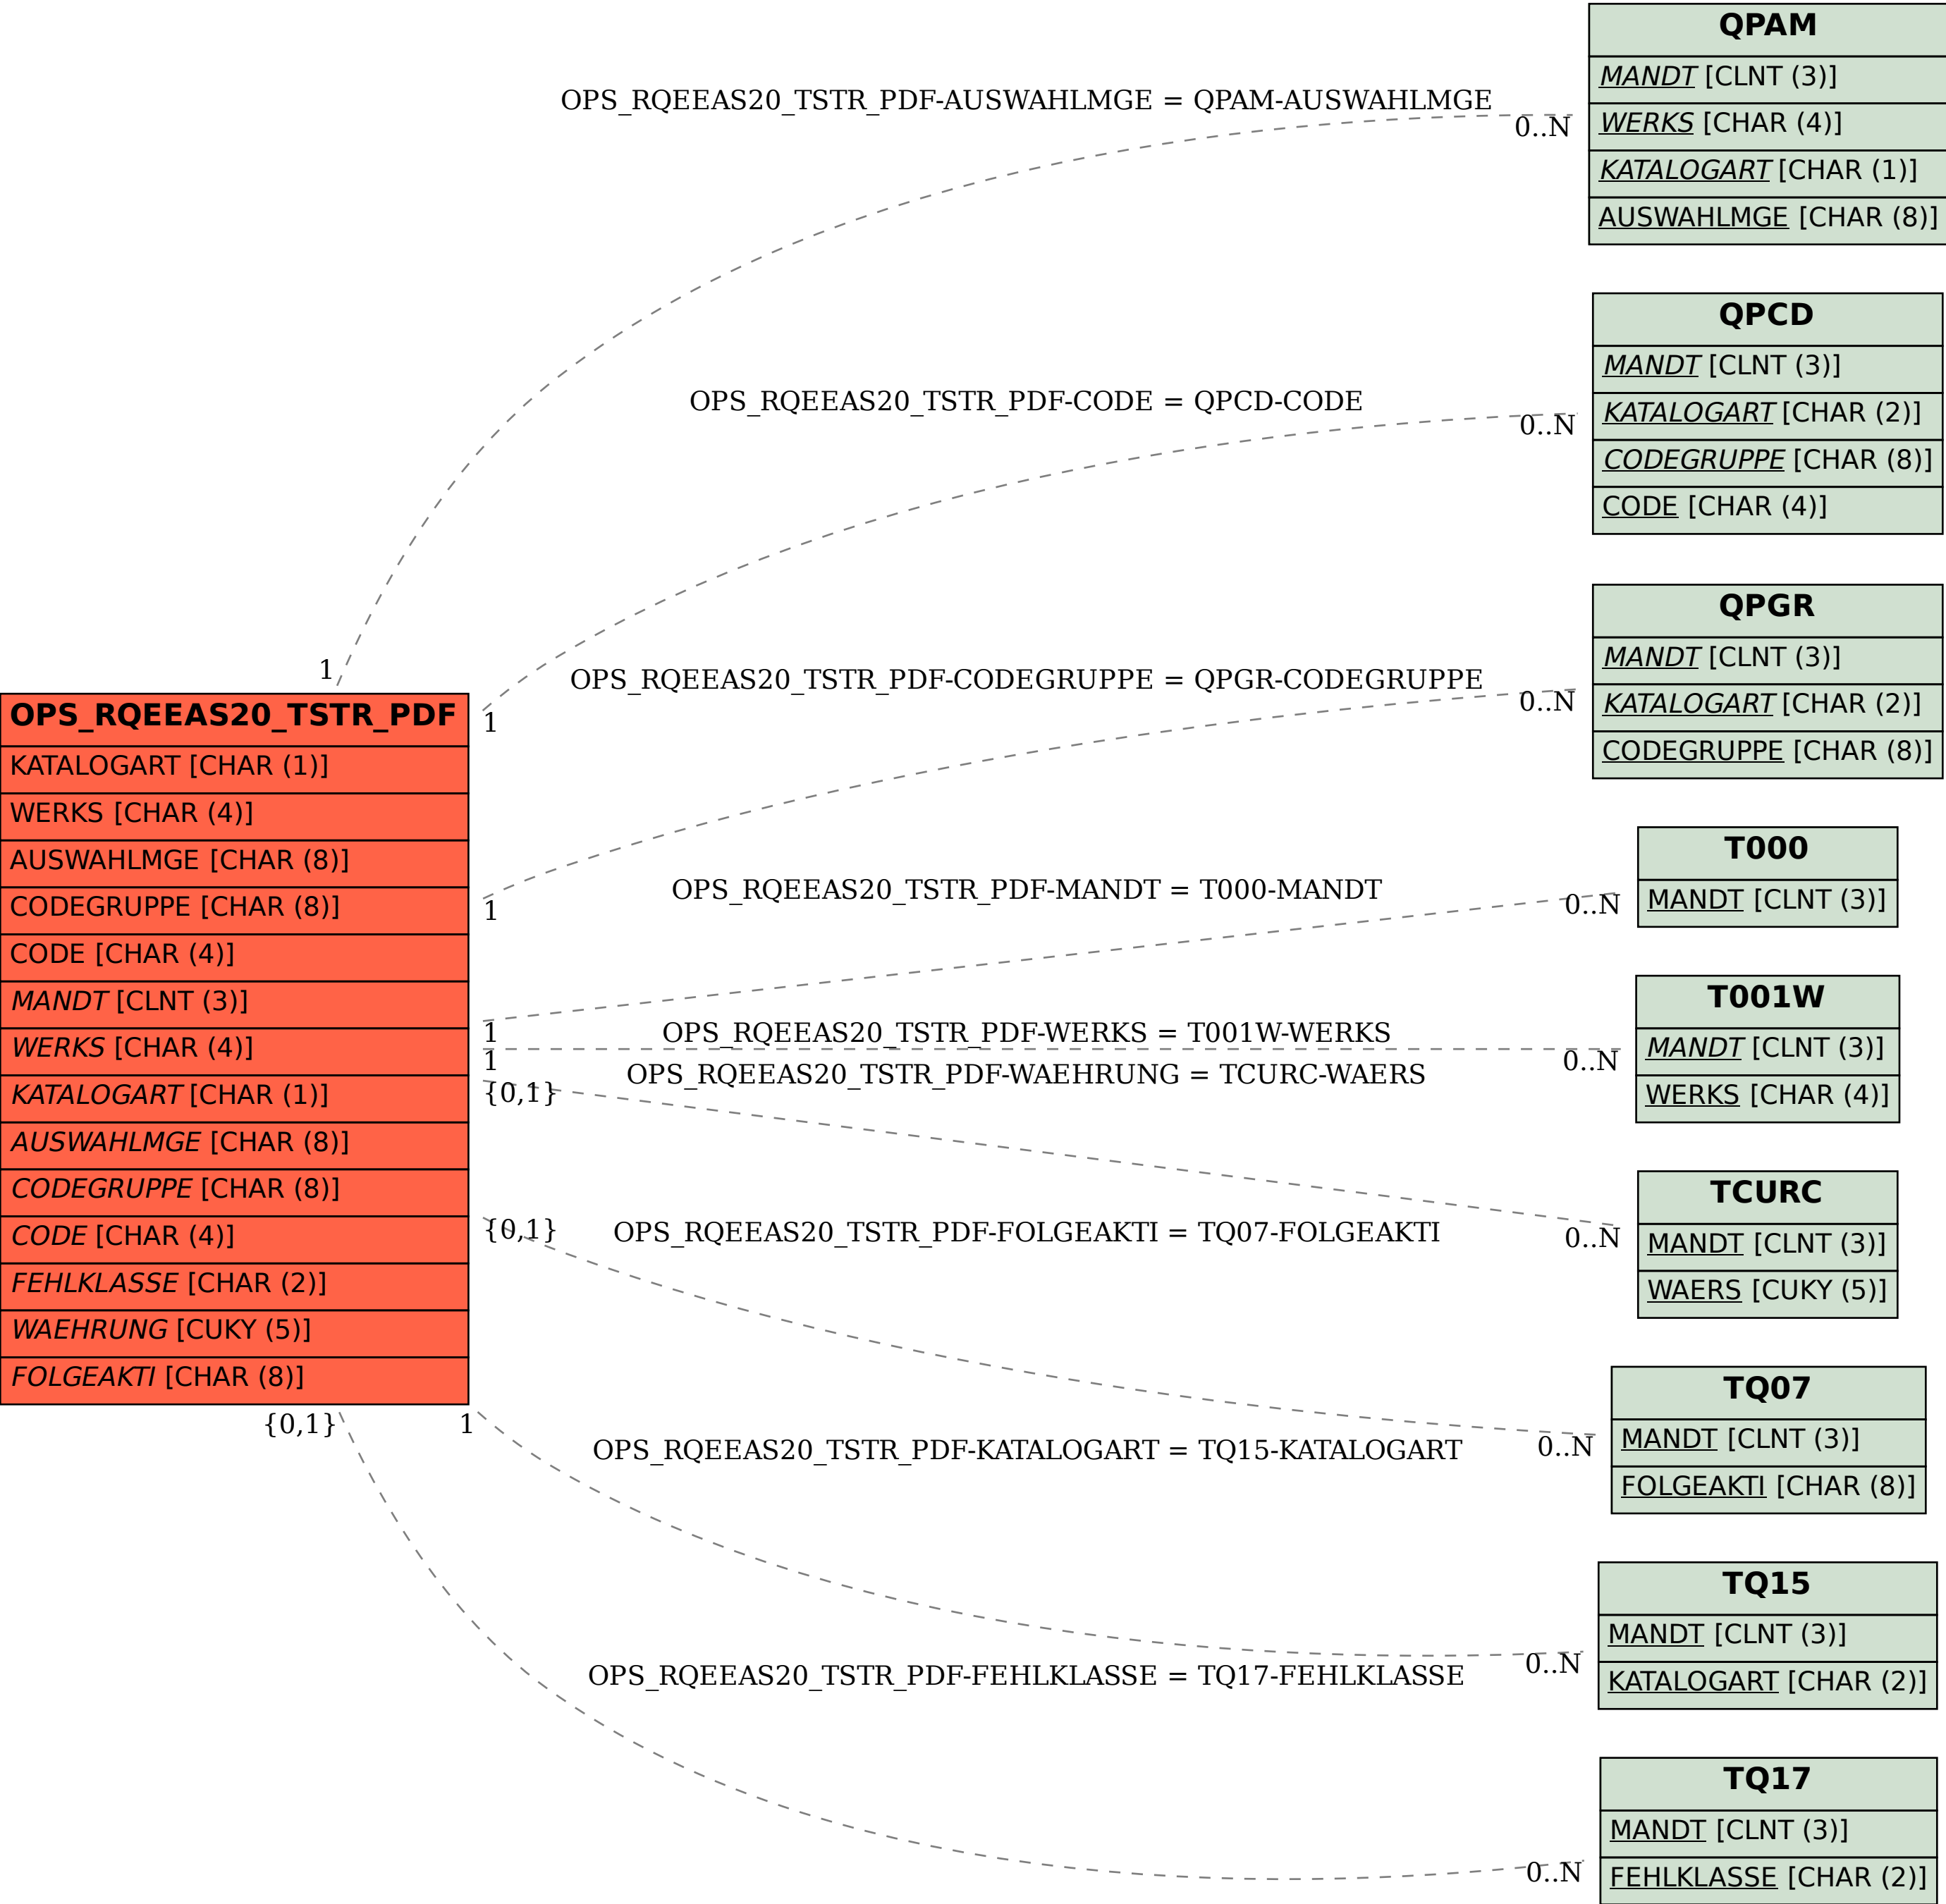 QPAM
MANDT [CLNT (3)]
WERKS [CHAR (4)]
KATALOGART [CHAR (1)]
AUSWAHLMGE [CHAR (8)]
OPS_RQEEAS20_TSTR_PDF-AUSWAHLMGE = QPAM-AUSWAHLMGE
0..N
1
QPCD
MANDT [CLNT (3)]
KATALOGART [CHAR (2)]
CODEGRUPPE [CHAR (8)]
CODE [CHAR (4)]
OPS_RQEEAS20_TSTR_PDF-CODE = QPCD-CODE
0..N
1
QPGR
MANDT [CLNT (3)]
KATALOGART [CHAR (2)]
CODEGRUPPE [CHAR (8)]
OPS_RQEEAS20_TSTR_PDF-CODEGRUPPE = QPGR-CODEGRUPPE
0..N
1
OPS_RQEEAS20_TSTR_PDF
KATALOGART [CHAR (1)]
WERKS [CHAR (4)]
AUSWAHLMGE [CHAR (8)]
CODEGRUPPE [CHAR (8)]
CODE [CHAR (4)]
MANDT [CLNT (3)]
WERKS [CHAR (4)]
KATALOGART [CHAR (1)]
AUSWAHLMGE [CHAR (8)]
CODEGRUPPE [CHAR (8)]
CODE [CHAR (4)]
FEHLKLASSE [CHAR (2)]
WAEHRUNG [CUKY (5)]
FOLGEAKTI [CHAR (8)]
T000
MANDT [CLNT (3)]
OPS_RQEEAS20_TSTR_PDF-MANDT = T000-MANDT
0..N
1
T001W
MANDT [CLNT (3)]
WERKS [CHAR (4)]
OPS_RQEEAS20_TSTR_PDF-WERKS = T001W-WERKS
0..N
1
OPS_RQEEAS20_TSTR_PDF-WAEHRUNG = TCURC-WAERS
{0,1}
0..N
TCURC
MANDT [CLNT (3)]
WAERS [CUKY (5)]
OPS_RQEEAS20_TSTR_PDF-FOLGEAKTI = TQ07-FOLGEAKTI
{0,1}
0..N
TQ07
MANDT [CLNT (3)]
FOLGEAKTI [CHAR (8)]
OPS_RQEEAS20_TSTR_PDF-KATALOGART = TQ15-KATALOGART
1
0..N
TQ15
MANDT [CLNT (3)]
KATALOGART [CHAR (2)]
OPS_RQEEAS20_TSTR_PDF-FEHLKLASSE = TQ17-FEHLKLASSE
{0,1}
0..N
TQ17
MANDT [CLNT (3)]
FEHLKLASSE [CHAR (2)]